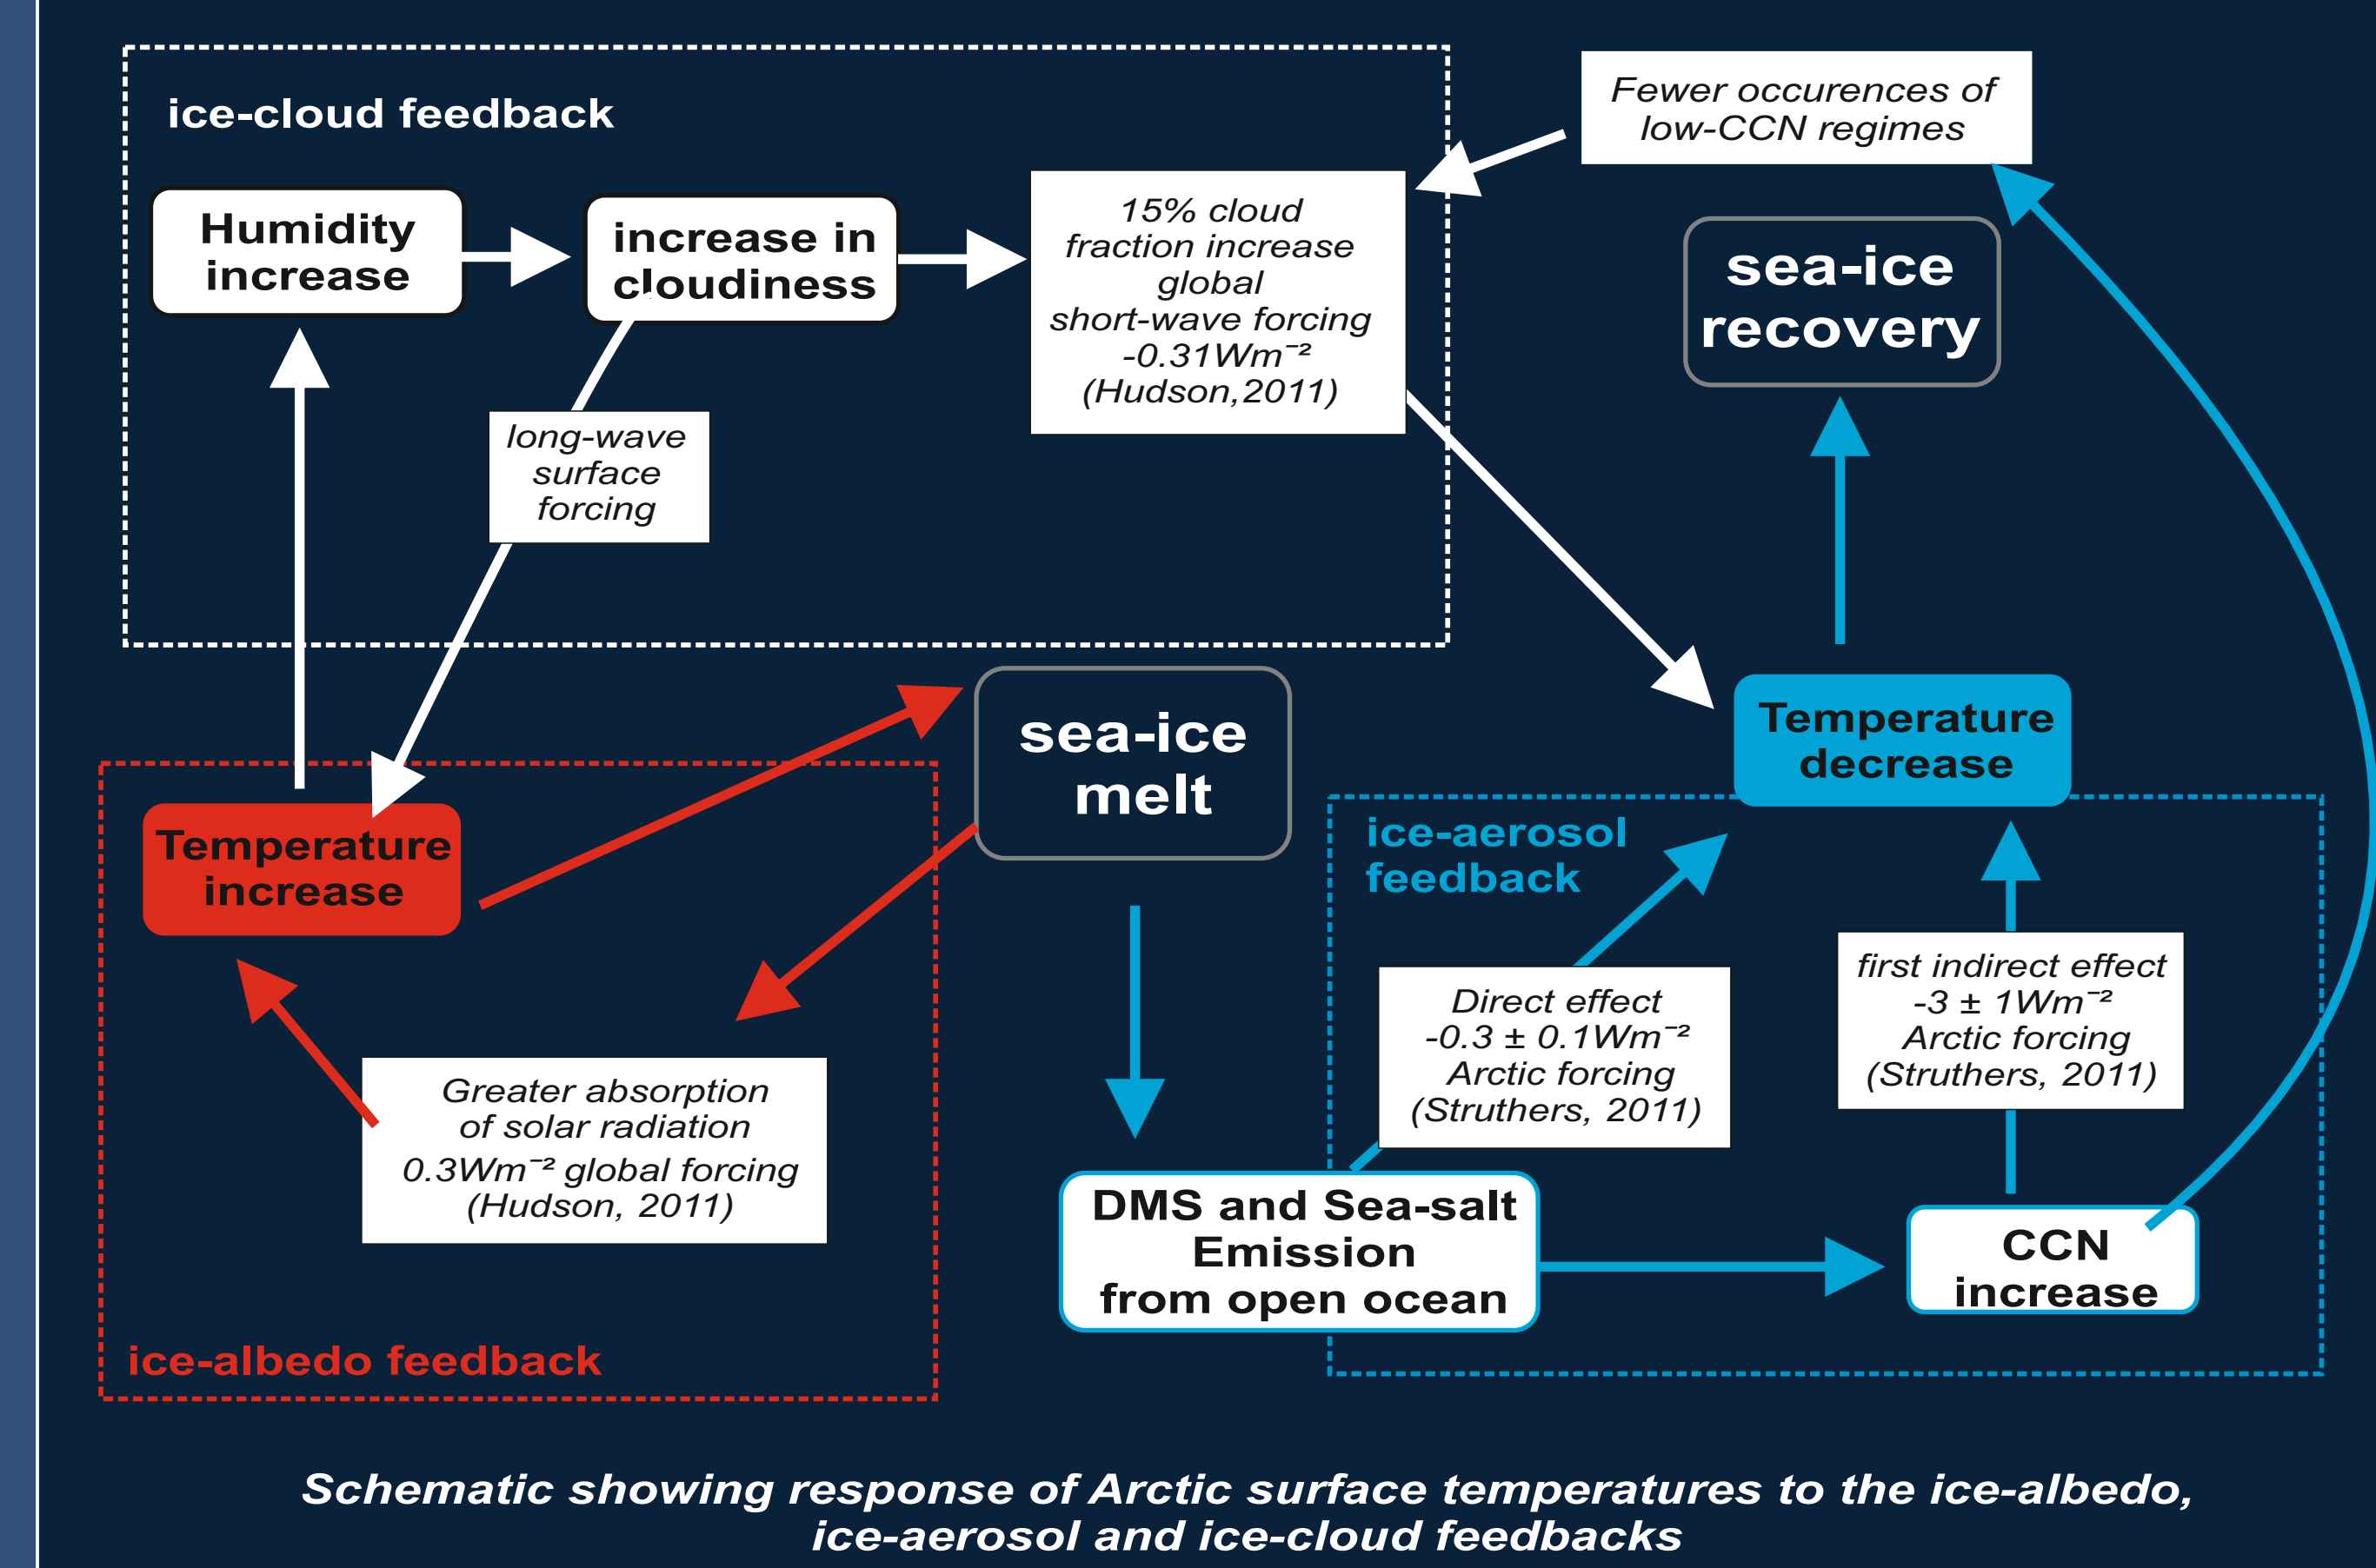 ice-cloud feedback
Humidity
increase
increase in
cloudiness
15% cloud
fraction increase
global
short-wave forcing
-0.31Wm⁻²
(Hudson,2011)
Fewer occurences of
low-CCN regimes
sea-ice
recovery
long-wave
surface
forcing
sea-ice
melt
Temperature
decrease
Temperature
increase
ice-aerosol
feedback
Direct effect
-0.3 ± 0.1Wm⁻²
Arctic forcing
(Struthers, 2011)
first indirect effect
-3 ± 1Wm⁻²
Arctic forcing
(Struthers, 2011)
Greater absorption
of solar radiation
0.3Wm⁻² global forcing
(Hudson, 2011)
DMS and Sea-salt
Emission
from open ocean
CCN
increase
ice-albedo feedback
Schematic showing response of Arctic surface temperatures to the ice-albedo,
ice-aerosol and ice-cloud feedbacks